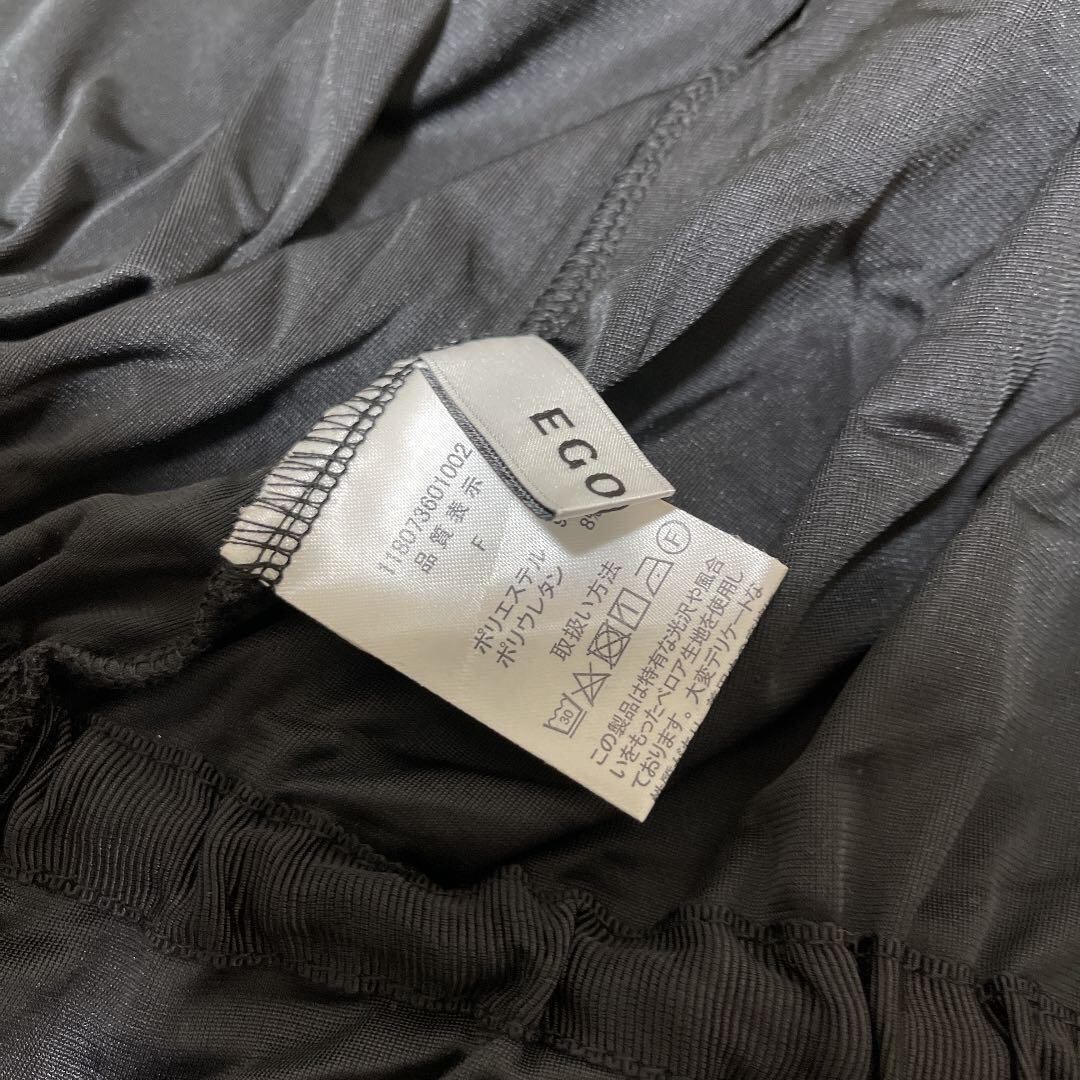 EGO
118073601002
品質表示
F
ポリエステル
ポリウレタン 8%
取扱い方法
30
F
この製品は特有な光沢や風合
いをもったベロア生地を使用し
ております。大変デリケートな